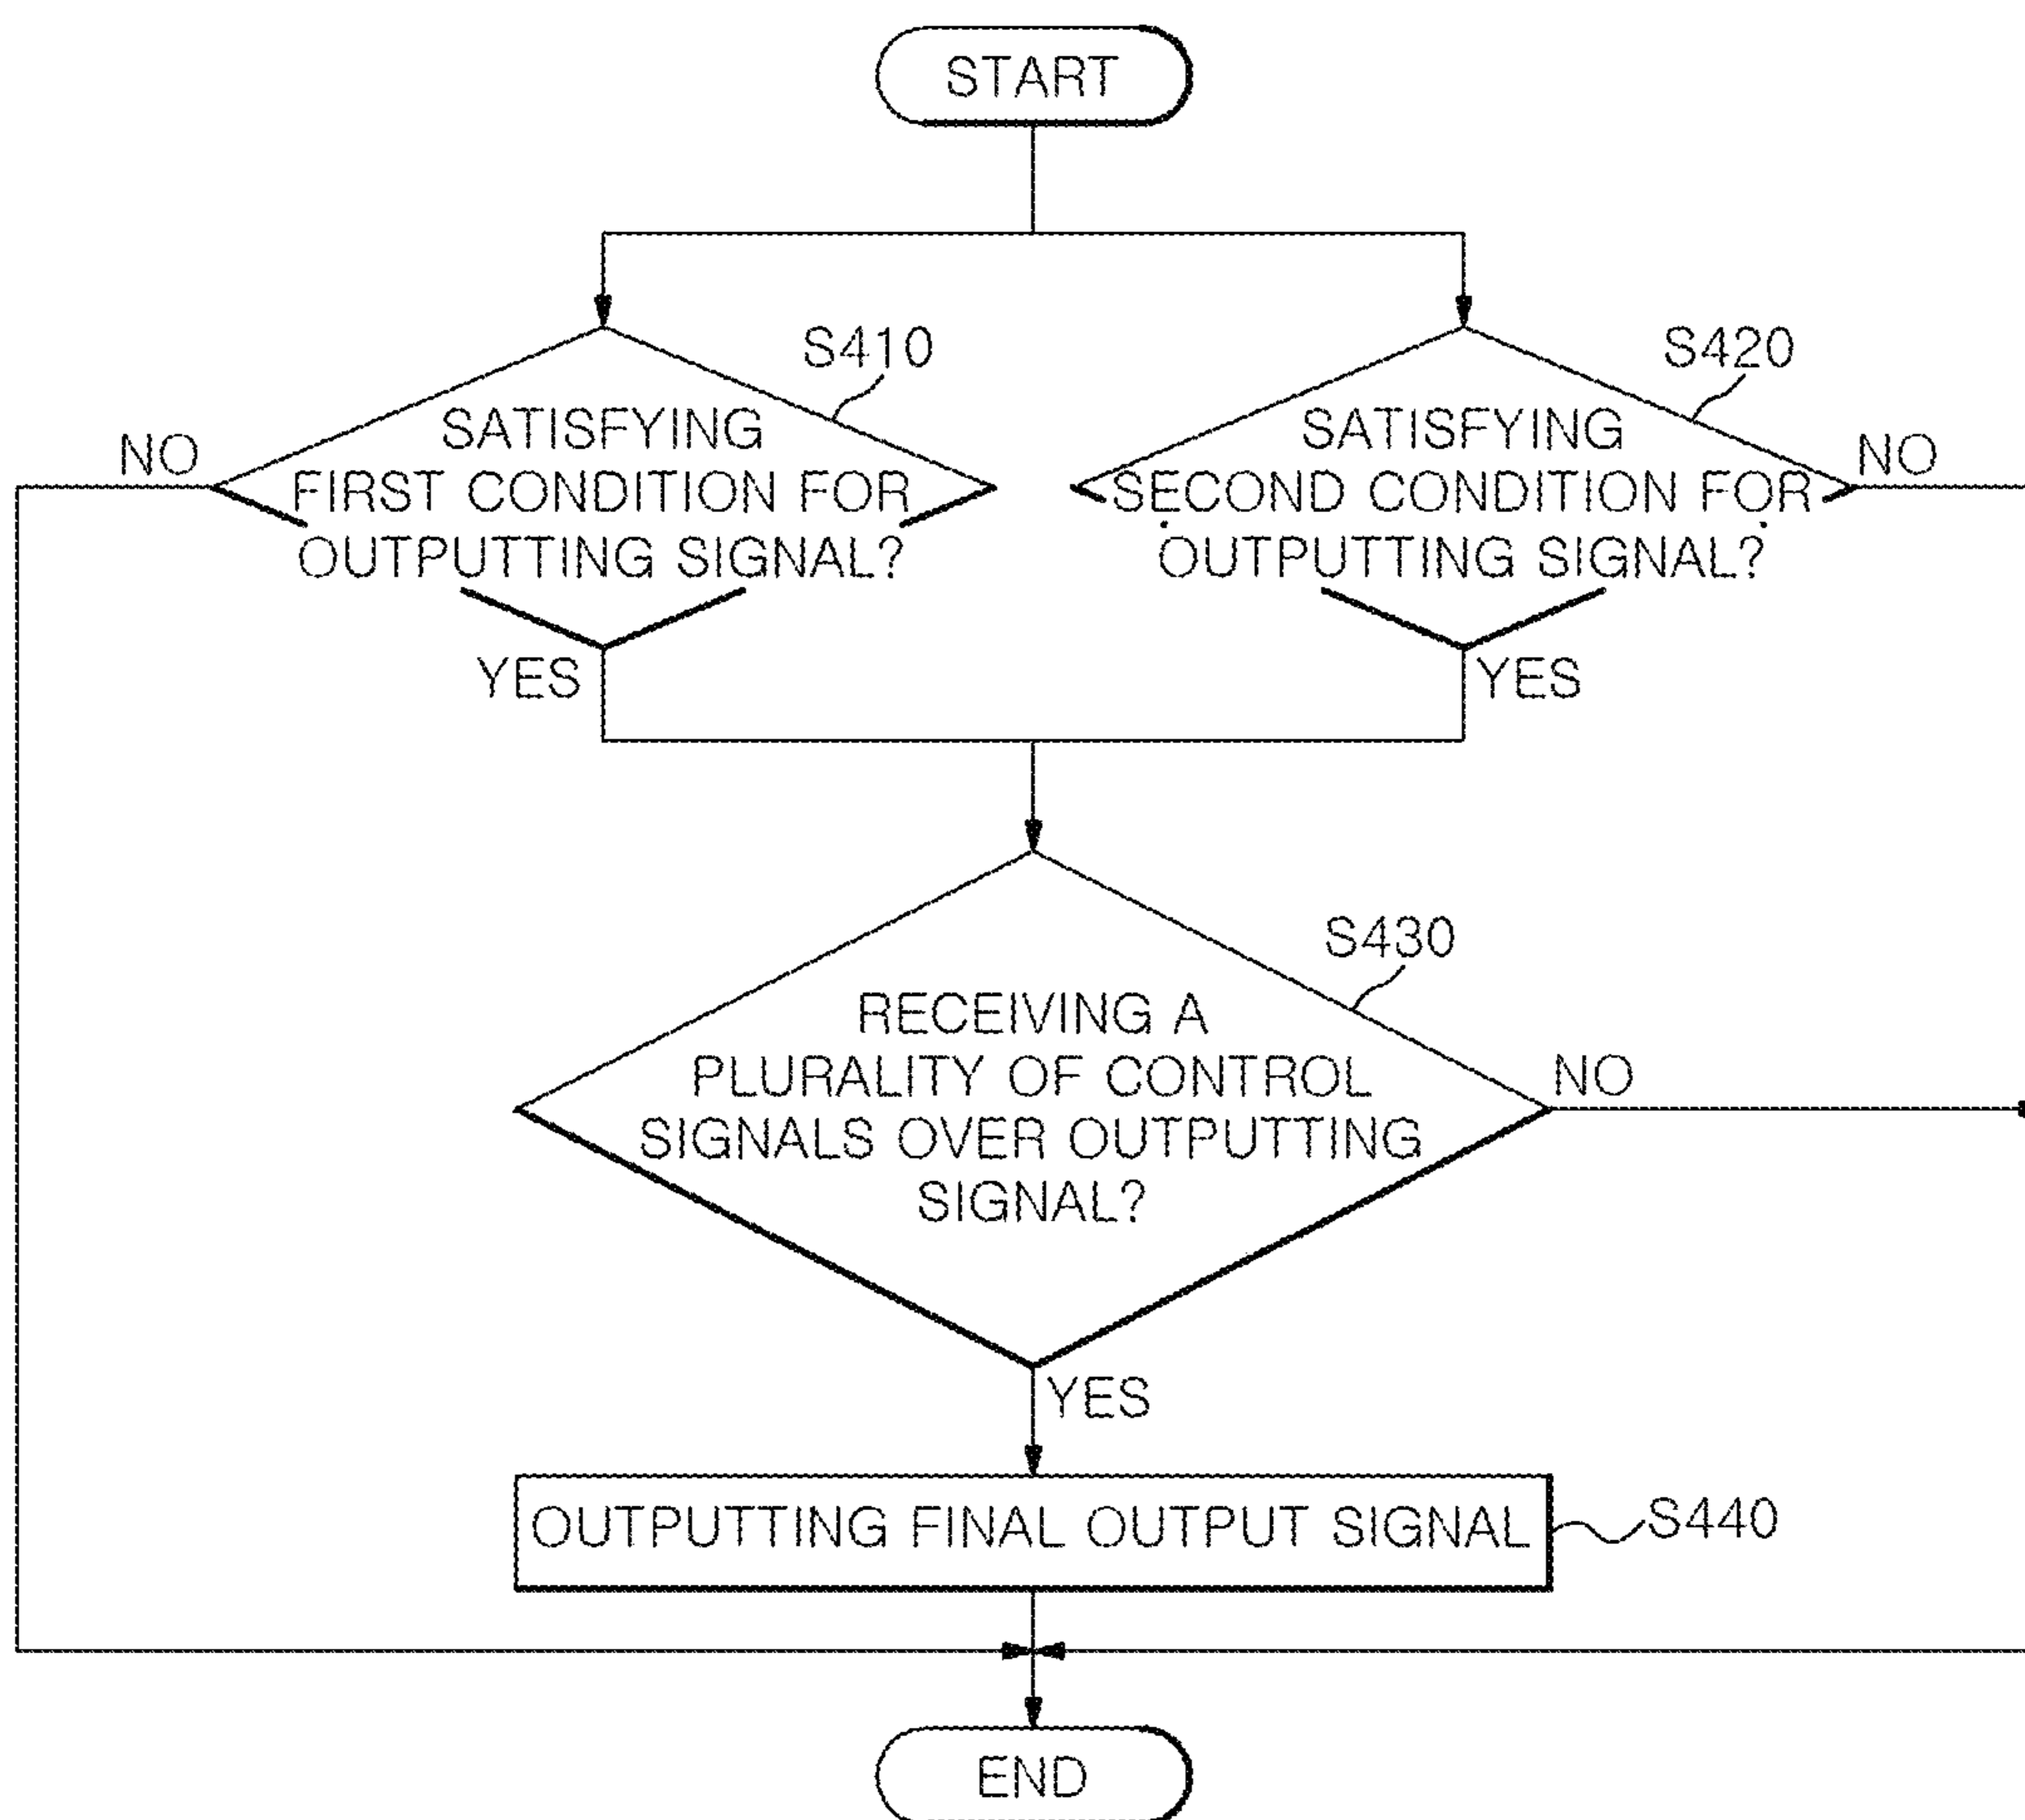 START
S410
S420
NO
SATISFYING
FIRST CONDITION FOR
OUTPUTTING SIGNAL?
SATISFYING
SECOND CONDITION FOR
OUTPUTTING SIGNAL?
NO
YES
YES
S430
RECEIVING A
PLURALITY OF CONTROL
SIGNALS OVER OUTPUTTING
SIGNAL?
NO
YES
OUTPUTTING FINAL OUTPUT SIGNAL
S440
END